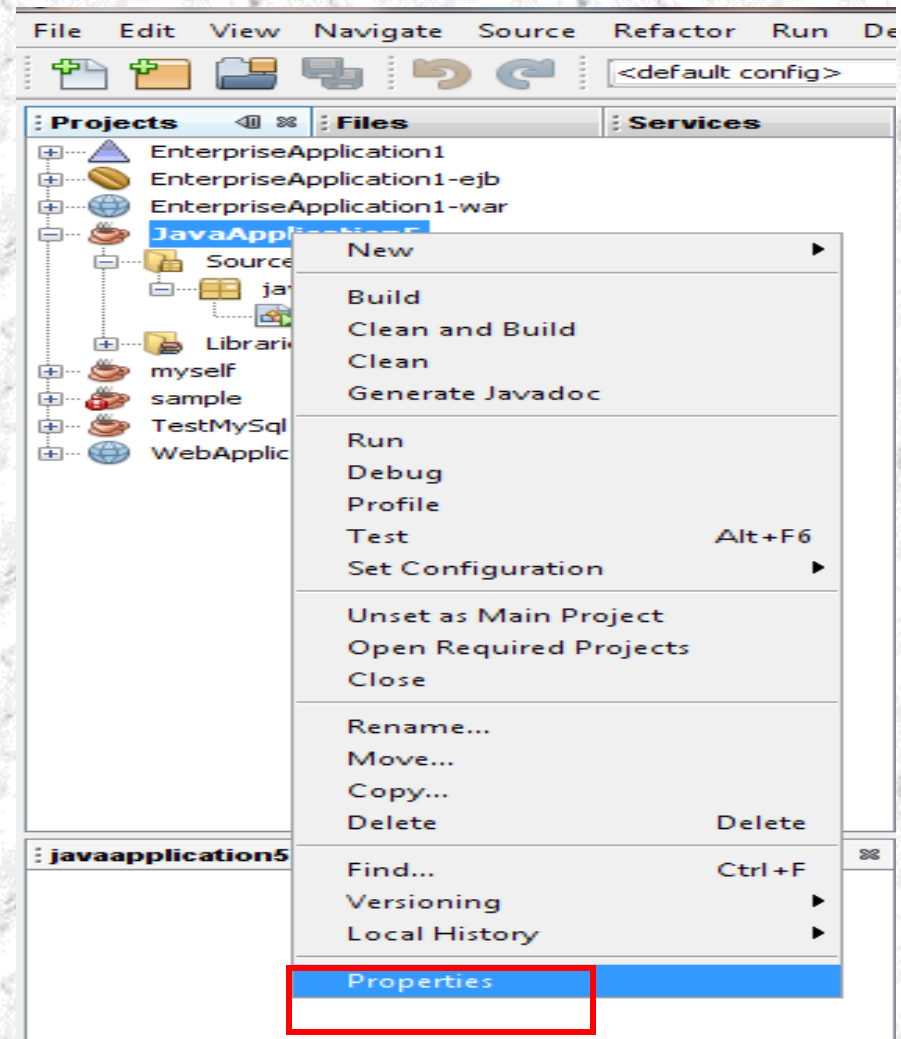 File Edit View Navigate Source Refactor Run De
<default config>
Projects Files Services
EnterpriseApplication1
EnterpriseApplication1-ejb
EnterpriseApplication1-war
JavaApplication5
Source
ja
Librari
myself
sample
TestMySql
WebApplic
New
Build
Clean and Build
Clean
Generate Javadoc
Run
Debug
Profile
Test Alt+F6
Set Configuration
Unset as Main Project
Open Required Projects
Close
Rename...
Move...
Copy...
Delete Delete
Find... Ctrl+F
Versioning
Local History
Properties
javaapplication5